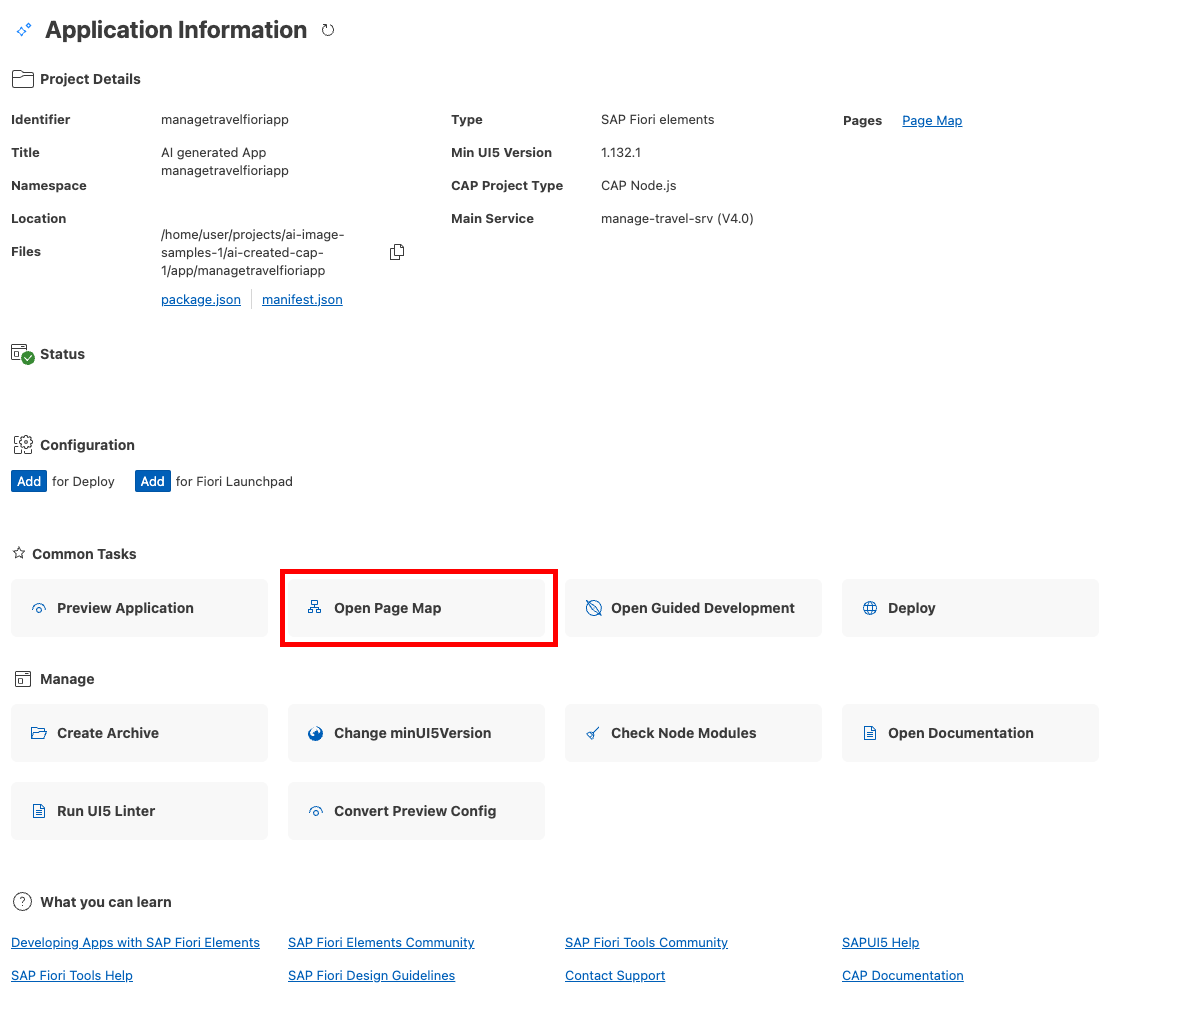 Application Information
Project Details
Identifier
managetravelfioriapp
Title
AI generated App
managetravelfioriapp
Namespace
Location
/home/user/projects/ai-image-
samples-1/ai-created-cap-
1/app/managetravelfioriapp
Files
package.json
manifest.json
Type
SAP Fiori elements
Min UI5 Version
1.132.1
CAP Project Type
CAP Node.js
Main Service
manage-travel-srv (V4.0)
Pages
Page Map
Status
Configuration
Add for Deploy
Add for Fiori Launchpad
Common Tasks
Preview Application
Open Page Map
Open Guided Development
Deploy
Manage
Create Archive
Change minUI5Version
Check Node Modules
Open Documentation
Run UI5 Linter
Convert Preview Config
What you can learn
Developing Apps with SAP Fiori Elements
SAP Fiori Elements Community
SAP Fiori Tools Community
SAPUI5 Help
SAP Fiori Tools Help
SAP Fiori Design Guidelines
Contact Support
CAP Documentation